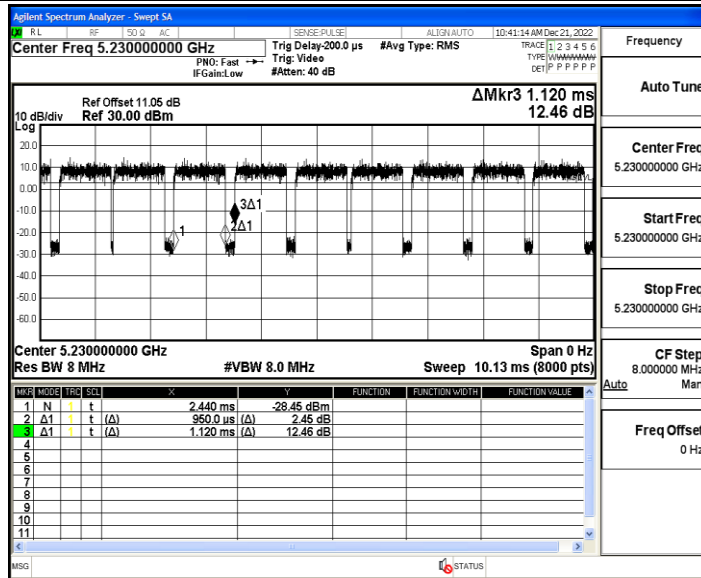 Agilent Spectrum Analyzer - Swept SA
RL RF 50 Ω AC SENSE:PULSE ALIGN AUTO 10:41:14 AM Dec 21, 2022
Center Freq 5.230000000 GHz
PNO: Fast
IFGain:Low
Trig Delay-200.0 µs
Trig: Video
#Atten: 40 dB
#Avg Type: RMS
TRACE 1 2 3 4 5 6
TYPE WWWWWW
DET P P P P P P
ΔMkr3 1.120 ms
12.46 dB
Ref Offset 11.05 dB
10 dB/div Ref 30.00 dBm
Log
20.0
10.0
0.00
-10.0
-20.0
-30.0
-40.0
-50.0
-60.0
1
2Δ1
3Δ1
Center 5.230000000 GHz Span 0 Hz
Res BW 8 MHz #VBW 8.0 MHz Sweep 10.13 ms (8000 pts)
MKR MODE TRC SCL X Y FUNCTION FUNCTION WIDTH FUNCTION VALUE
1 N 1 t 2.440 ms -28.45 dBm
2 Δ1 1 t (Δ) 950.0 µs (Δ) 2.45 dB
3 Δ1 1 t (Δ) 1.120 ms (Δ) 12.46 dB
4
5
6
7
8
9
10
11
MSG STATUS
Frequency
Auto Tune
Center Freq
5.230000000 GHz
Start Freq
5.230000000 GHz
Stop Freq
5.230000000 GHz
CF Step
8.000000 MHz
Auto Man
Freq Offset
0 Hz